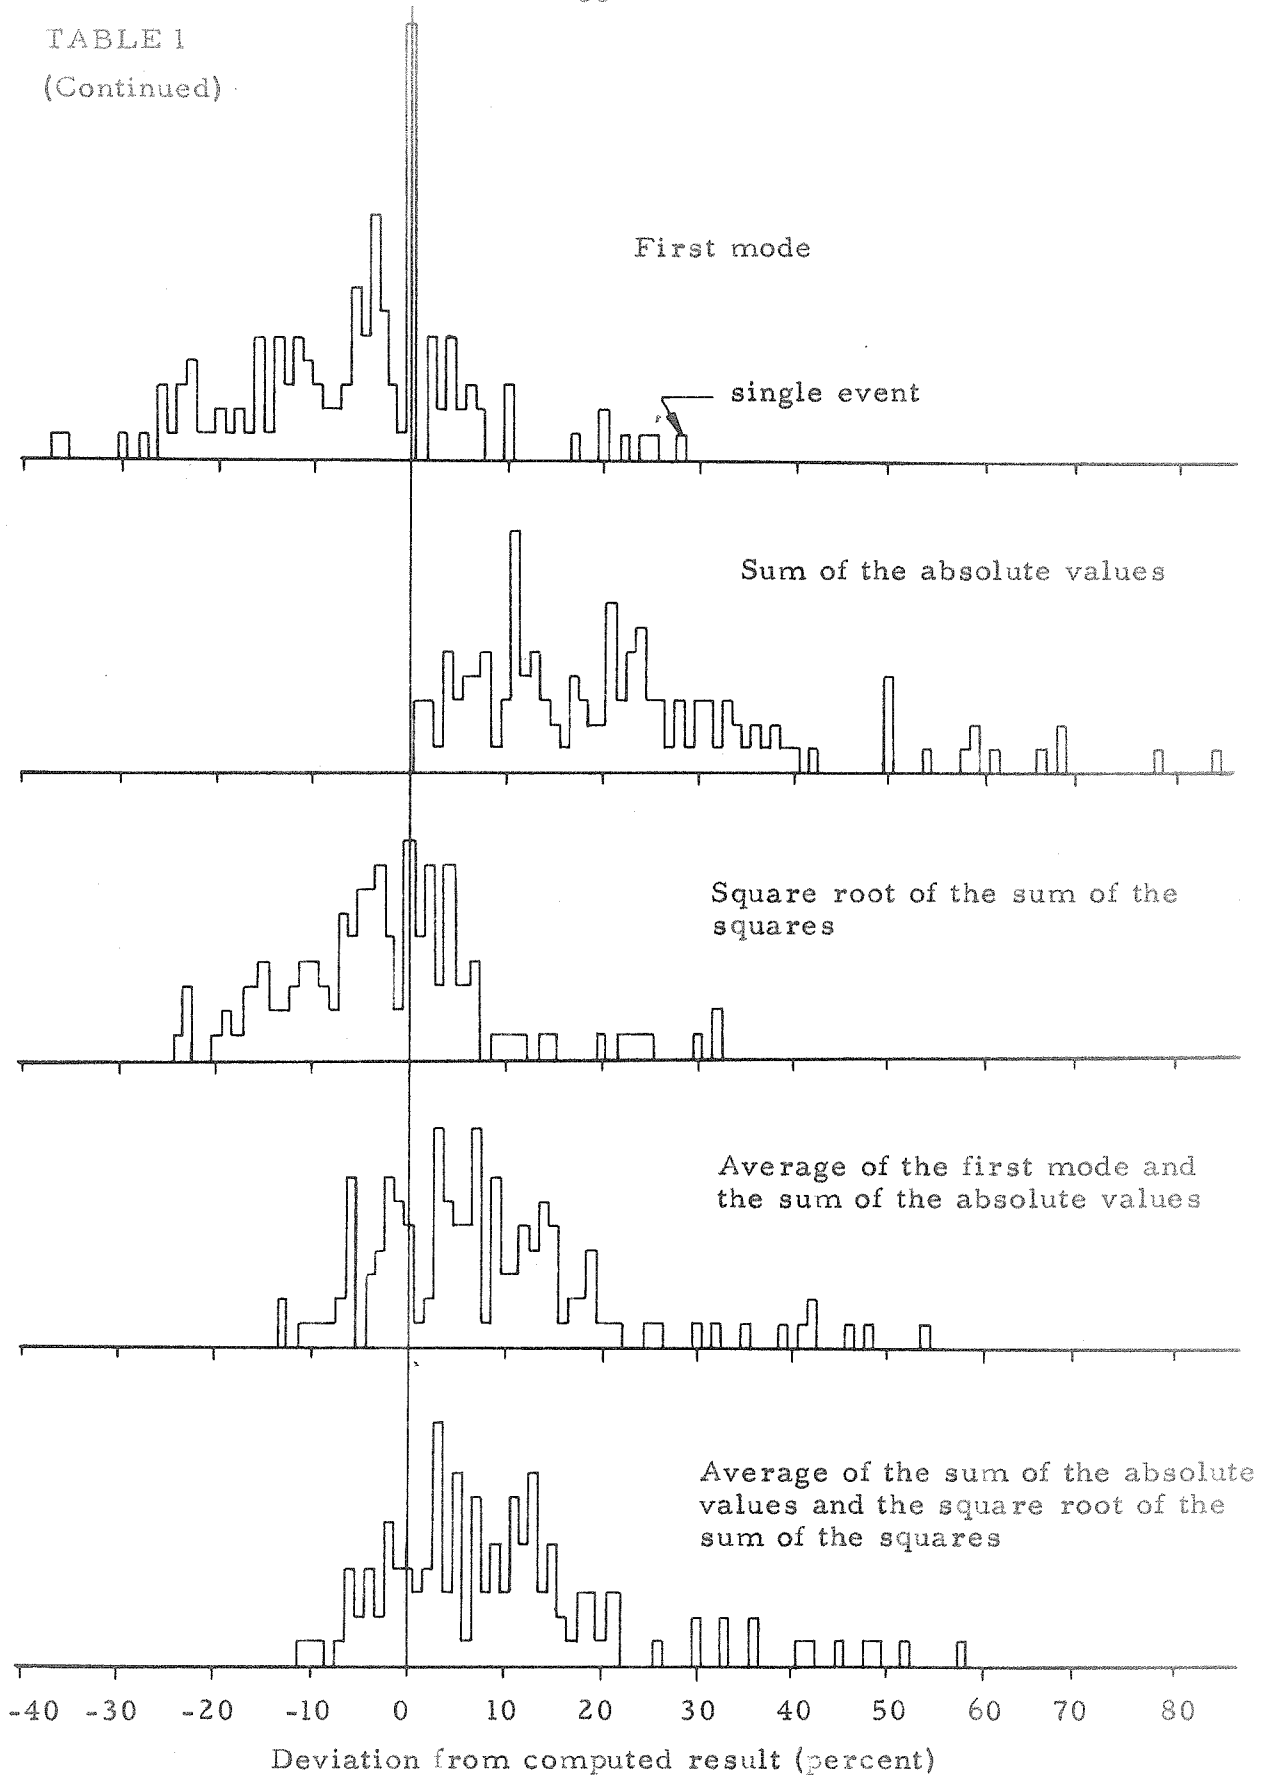 TABLE 1
(Continued)
First mode
single event
Sum of the absolute values
Square root of the sum of the
squares
Average of the first mode and
the sum of the absolute values
Average of the sum of the absolute
values and the square root of the
sum of the squares
-40 -30 -20 -10 0 10 20 30 40 50 60 70 80
Deviation from computed result (percent)